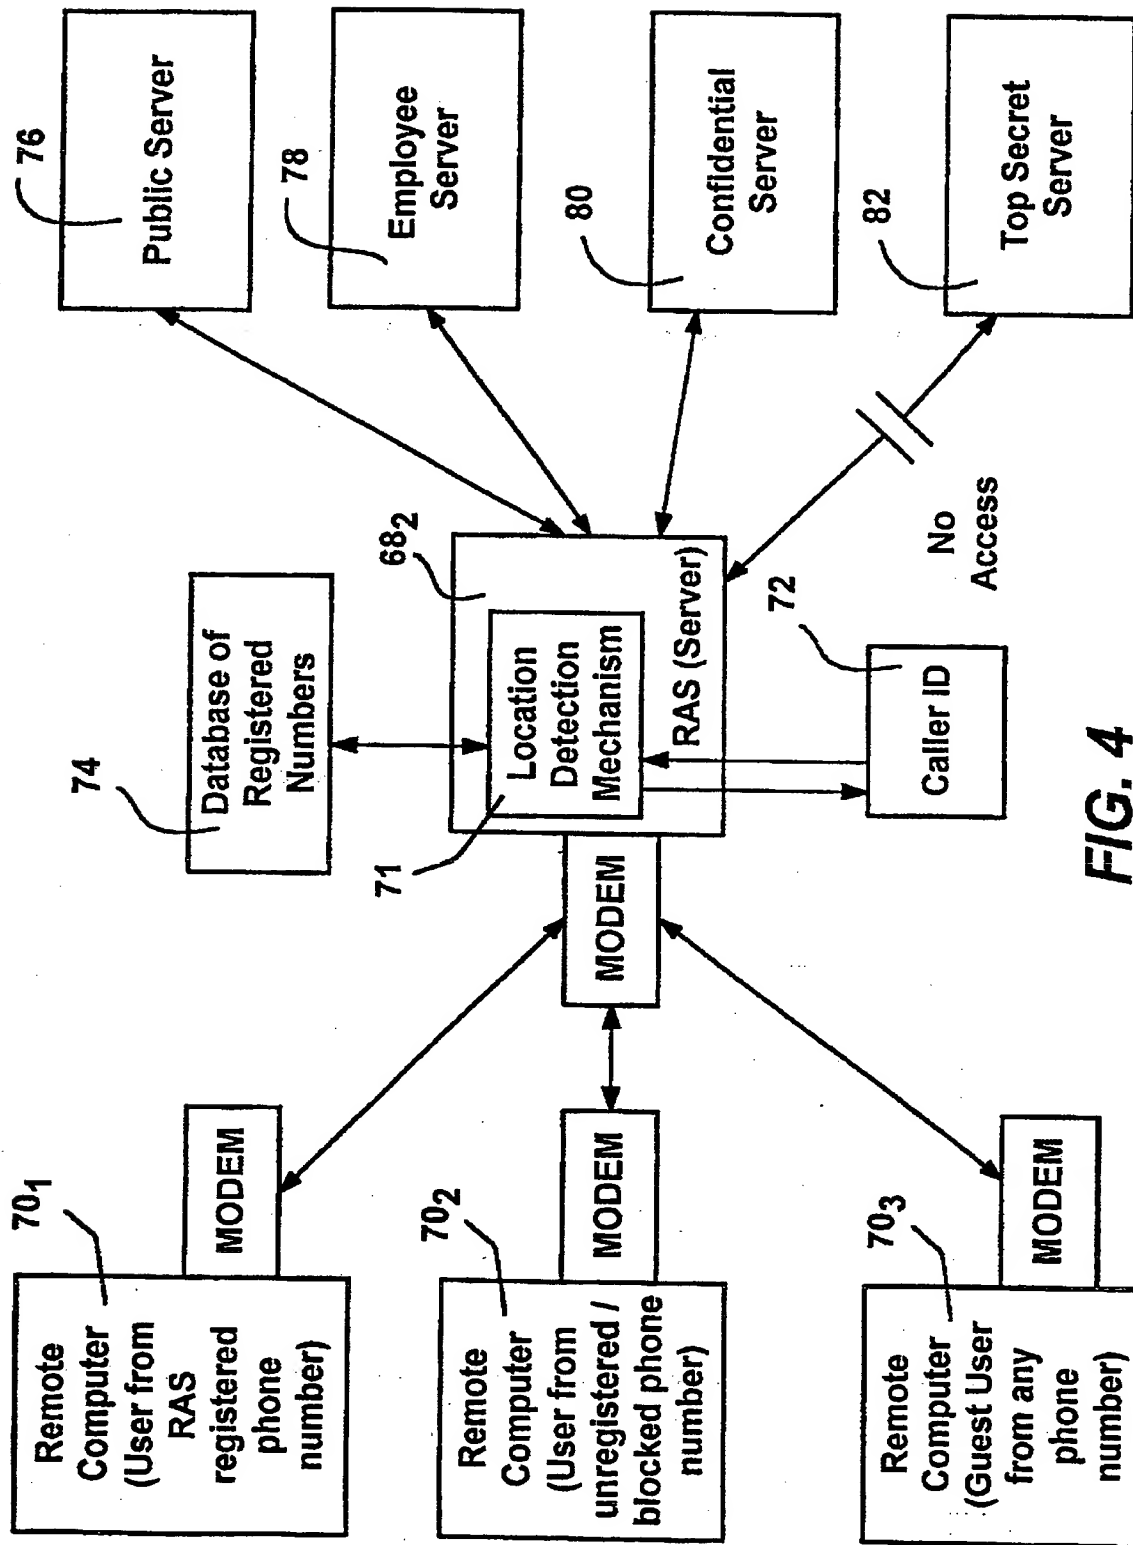 Remote
Computer
(User from
RAS
registered
phone
number)
70₁
MODEM
Remote
Computer
(User from
unregistered /
blocked phone
number)
70₂
MODEM
Remote
Computer
(Guest User
from any
phone
number)
70₃
MODEM
MODEM
74
Database of
Registered
Numbers
71
Location
Detection
Mechanism
RAS (Server)
68₂
72
Caller ID
No
Access
76
Public Server
78
Employee
Server
80
Confidential
Server
82
Top Secret
Server
FIG. 4